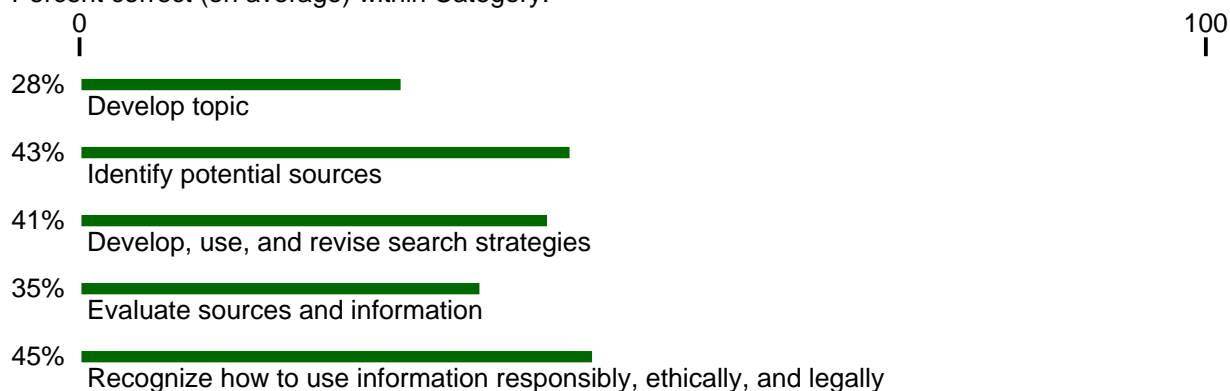 Percent correct (on average) within Category:
0 100
28%
Develop topic
43%
Identify potential sources
41%
Develop, use, and revise search strategies
35%
Evaluate sources and information
45%
Recognize how to use information responsibly, ethically, and legally